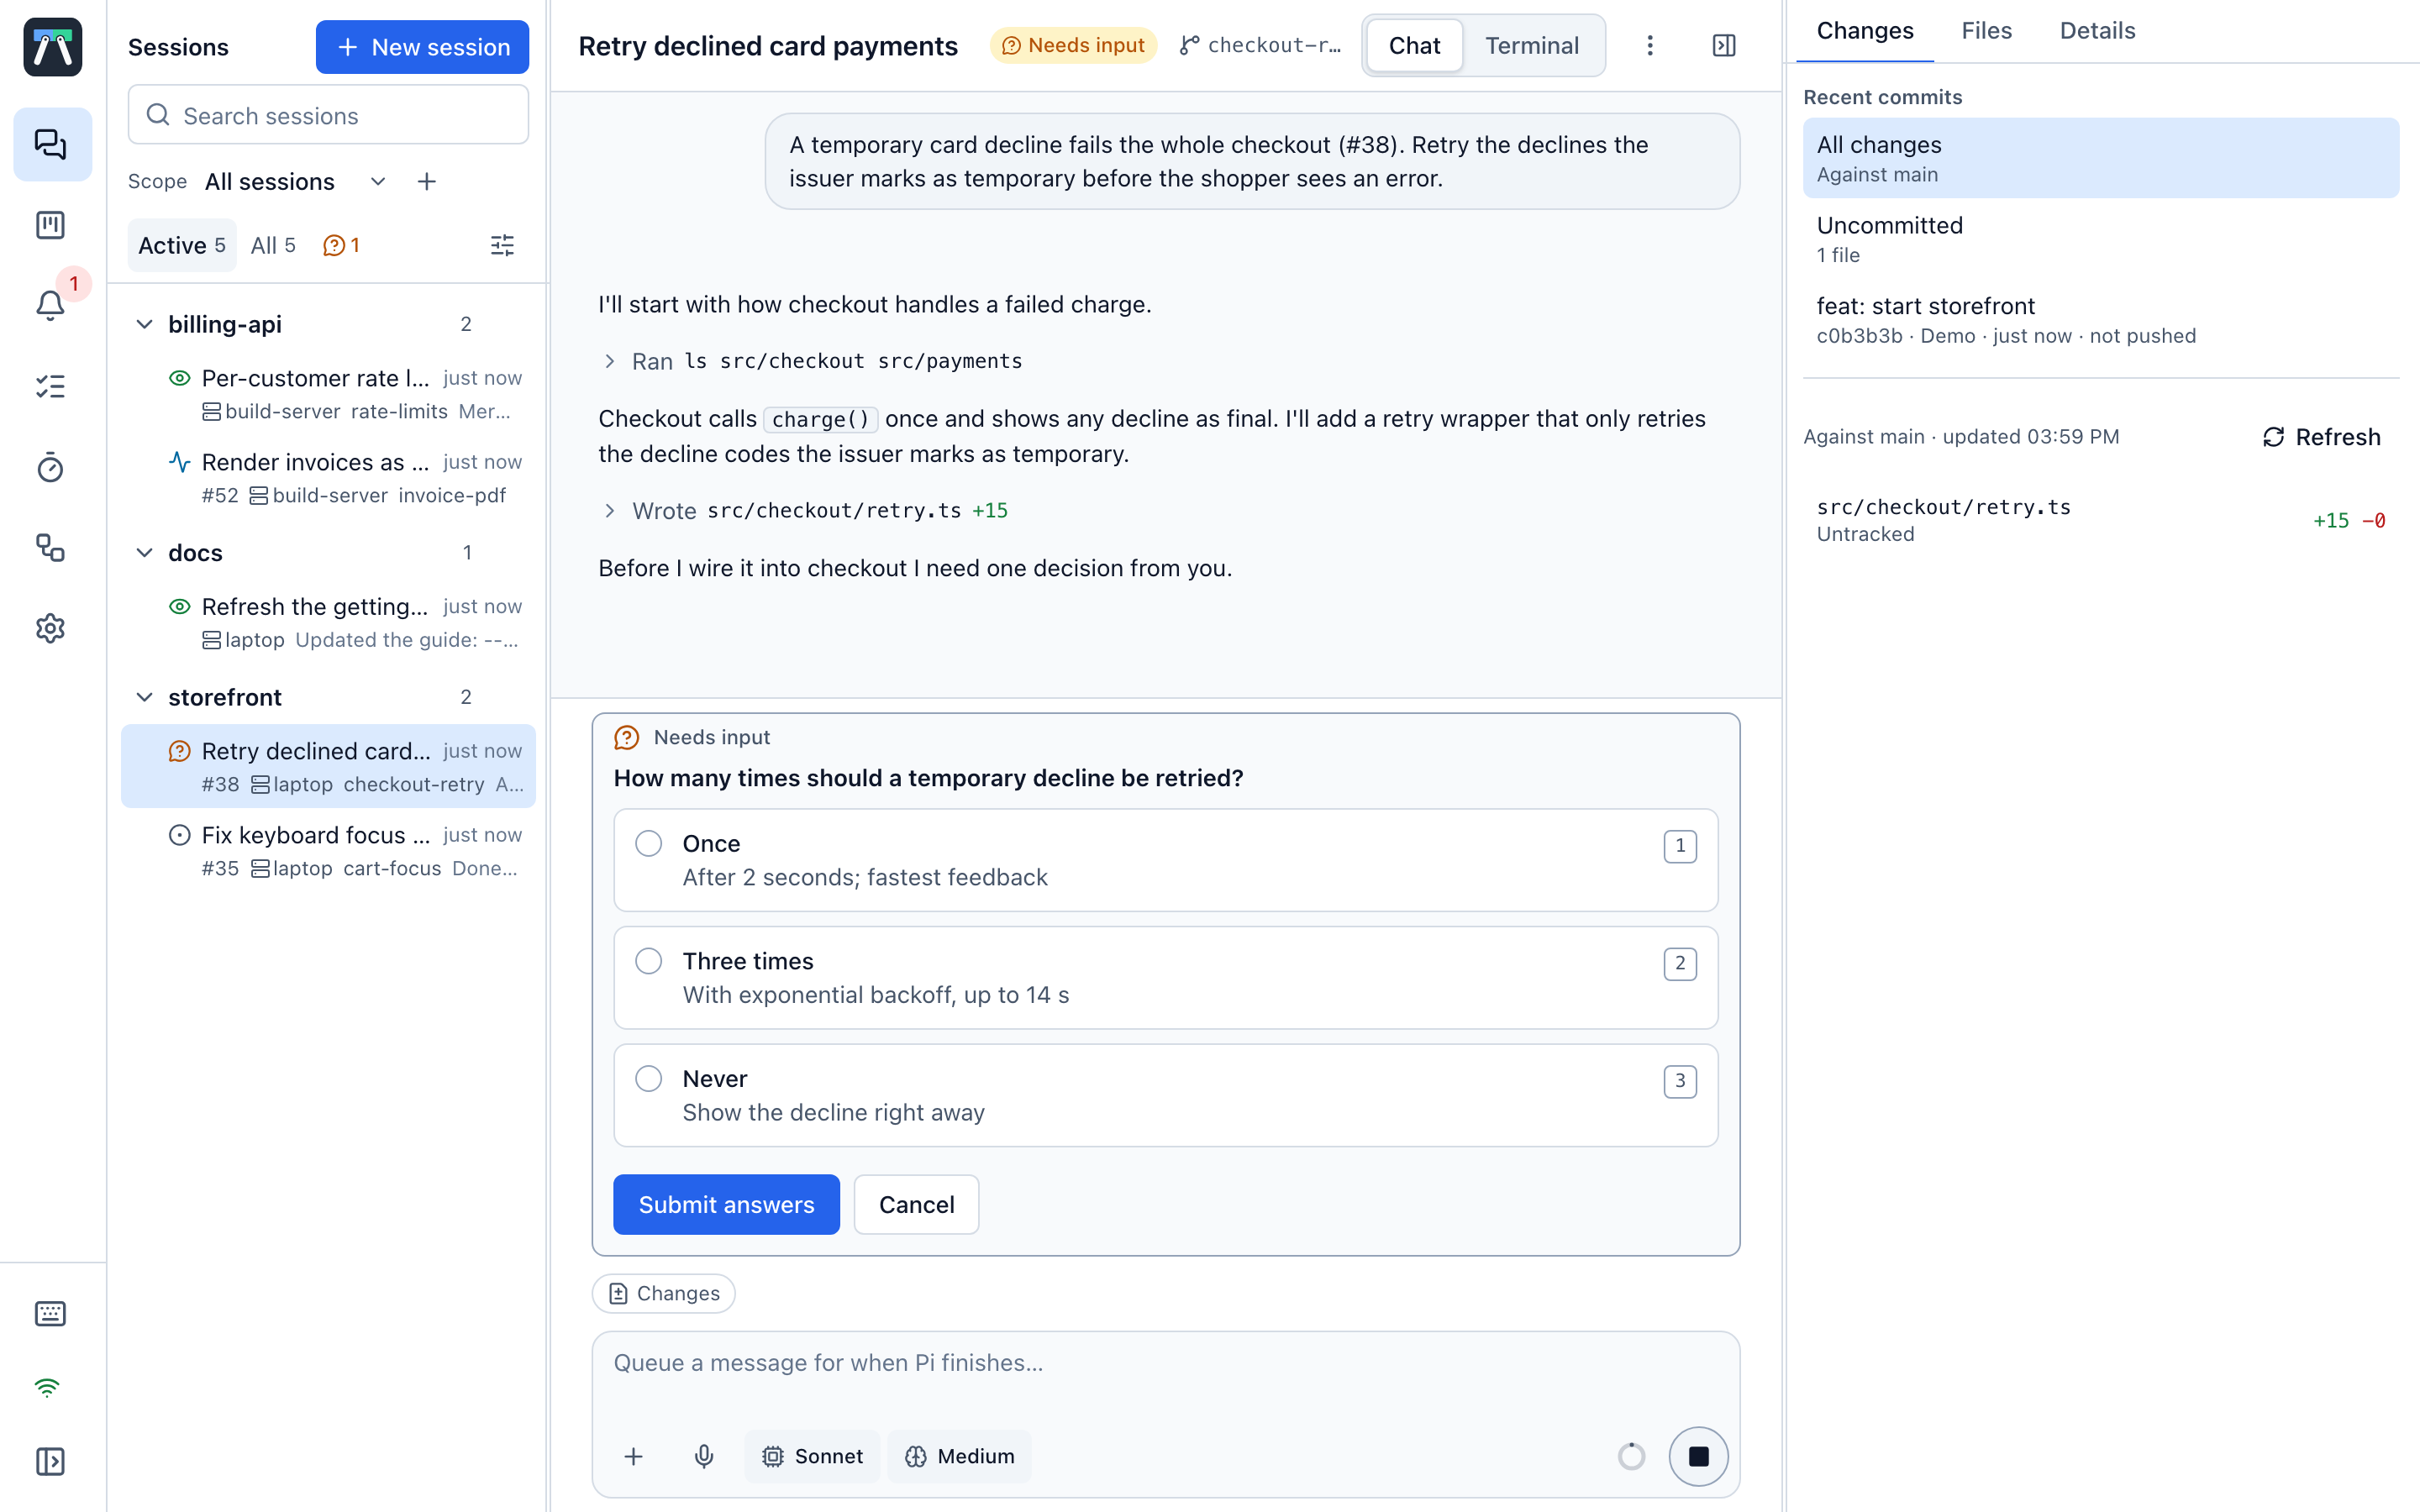 Sessions
New session
Search sessions
Scope All sessions
Active 5 All 5 1
1
billing-api 2
Per-customer rate l... just now
build-server rate-limits Mer...
Render invoices as ... just now
#52 build-server invoice-pdf
docs 1
Refresh the getting... just now
laptop Updated the guide: --...
storefront 2
Retry declined card... just now
#38 laptop checkout-retry A...
Fix keyboard focus ... just now
#35 laptop cart-focus Done...
Retry declined card payments
Needs input
checkout-r...
Chat
Terminal
A temporary card decline fails the whole checkout (#38). Retry the declines the
issuer marks as temporary before the shopper sees an error.
I'll start with how checkout handles a failed charge.
Ran ls src/checkout src/payments
Checkout calls charge() once and shows any decline as final. I'll add a retry wrapper that only retries
the decline codes the issuer marks as temporary.
Wrote src/checkout/retry.ts +15
Before I wire it into checkout I need one decision from you.
Needs input
How many times should a temporary decline be retried?
Once 1
After 2 seconds; fastest feedback
Three times 2
With exponential backoff, up to 14 s
Never 3
Show the decline right away
Submit answers
Cancel
Changes
Queue a message for when Pi finishes...
Sonnet
Medium
Changes
Files
Details
Recent commits
All changes
Against main
Uncommitted
1 file
feat: start storefront
c0b3b3b · Demo · just now · not pushed
Against main · updated 03:59 PM
Refresh
src/checkout/retry.ts
Untracked
+15 −0